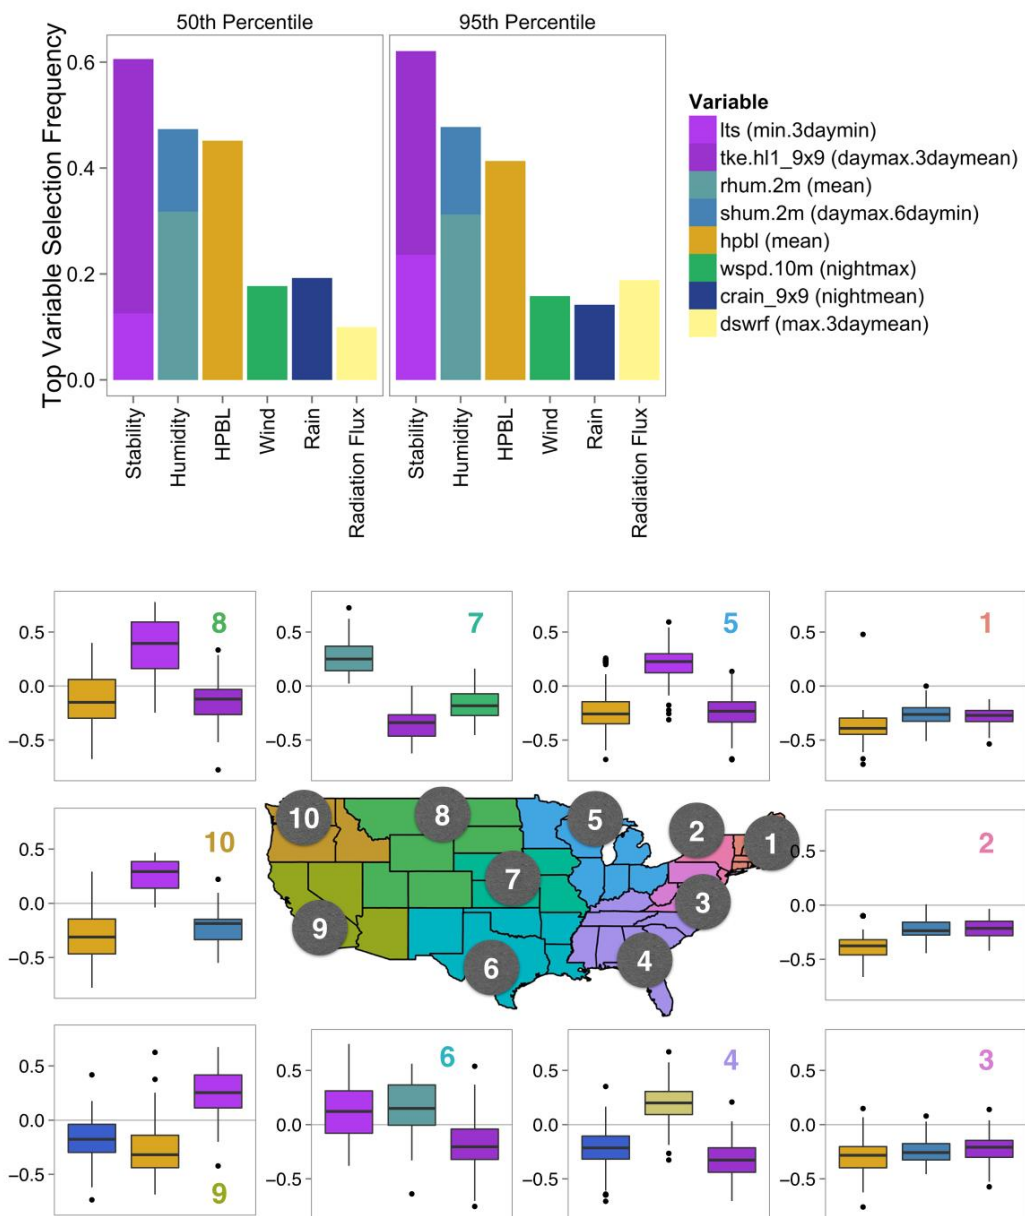 50th Percentile
95th Percentile
Top Variable Selection Frequency
0.6
0.4
0.2
0.0
Stability
Humidity
HPBL
Wind
Rain
Radiation Flux
Stability
Humidity
HPBL
Wind
Rain
Radiation Flux
Variable
lts (min.3daymin)
tke.hl1_9x9 (daymax.3daymean)
rhum.2m (mean)
shum.2m (daymax.6daymin)
hpbl (mean)
wspd.10m (nightmax)
crain_9x9 (nightmean)
dswrf (max.3daymean)
8
0.5
0.0
−0.5
7
0.5
0.0
−0.5
5
0.5
0.0
−0.5
1
0.5
0.0
−0.5
10
0.5
0.0
−0.5
10
8
5
2
1
7
3
9
6
4
2
0.5
0.0
−0.5
9
0.5
0.0
−0.5
6
0.5
0.0
−0.5
4
0.5
0.0
−0.5
3
0.5
0.0
−0.5